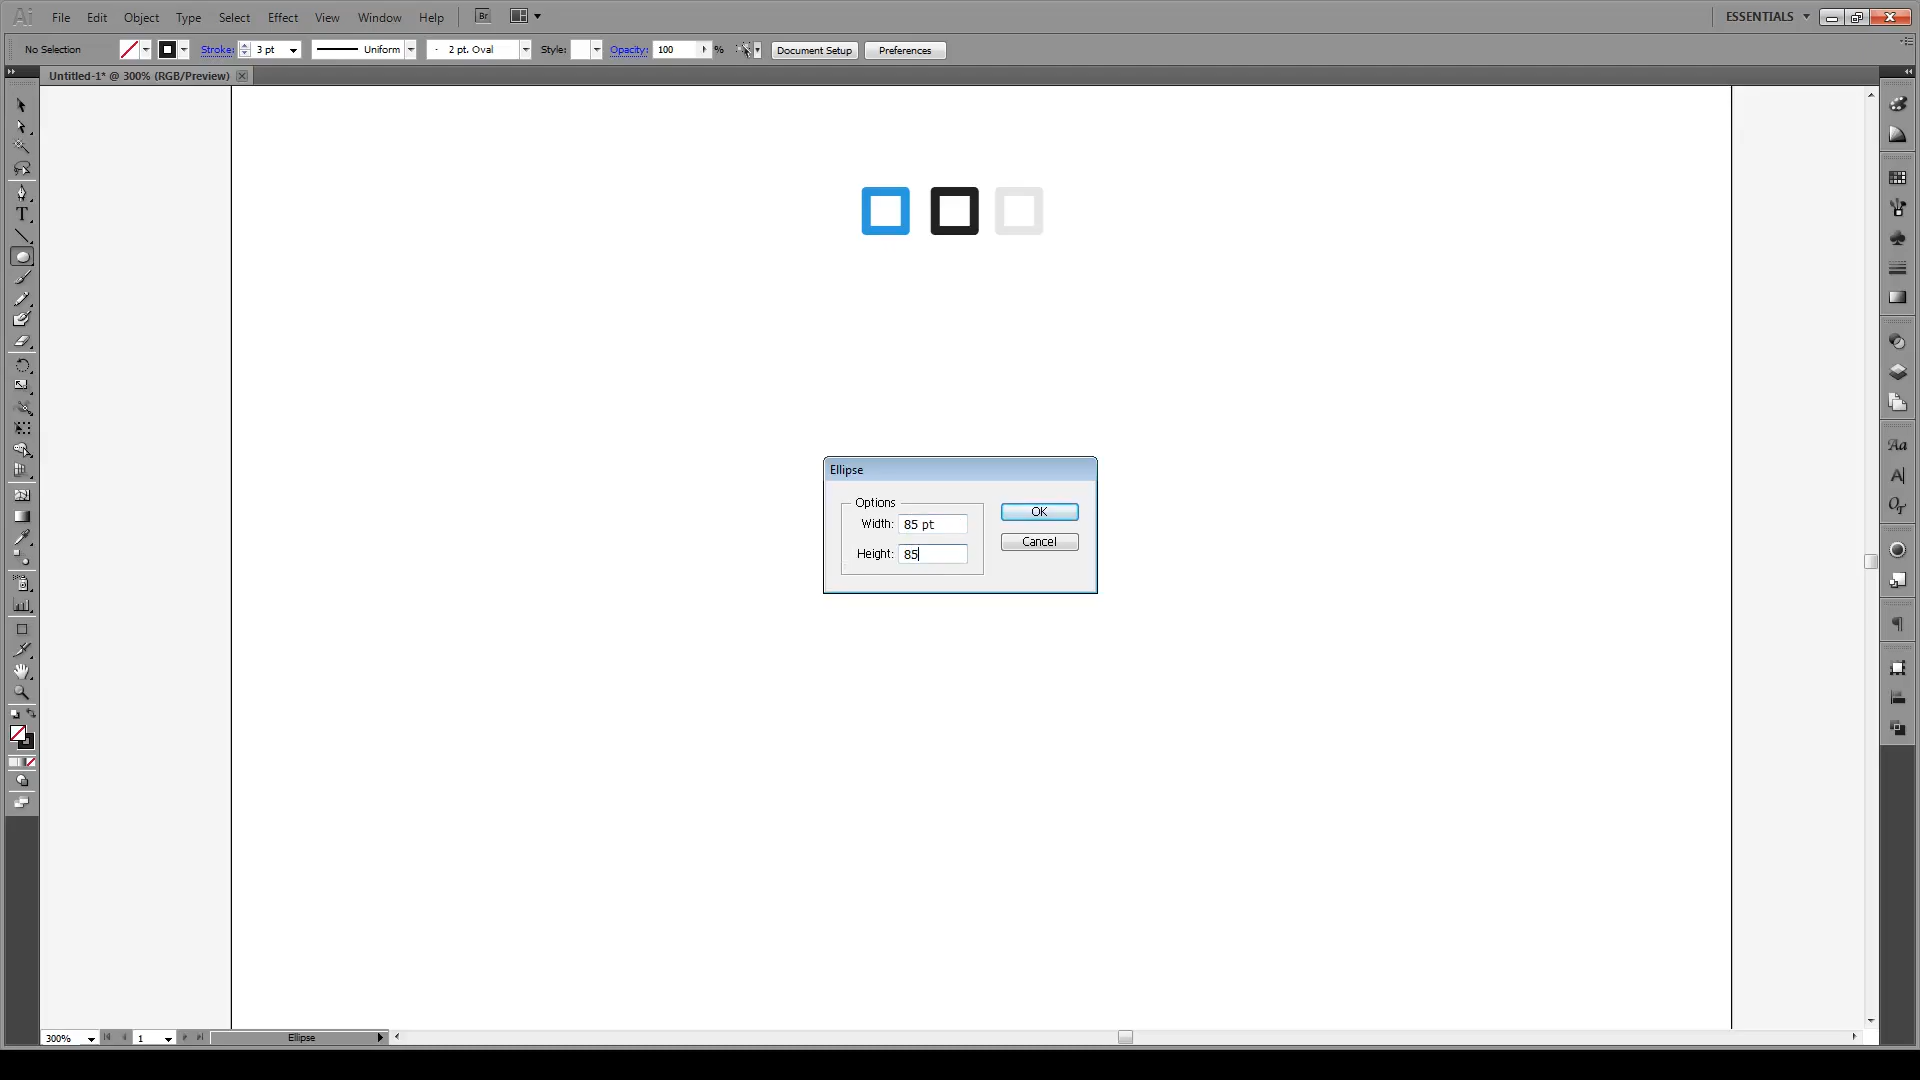 Ai File Edit Object Type Select Effect View Window Help Br ESSENTIALS
No Selection Stroke: 3 pt Uniform 2 pt. Oval Style: Opacity: 100 % Document Setup Preferences
Untitled-1* @ 300% (RGB/Preview)
Ellipse
Options
Width: 85 pt OK
Height: 85 Cancel
300% 1 Ellipse